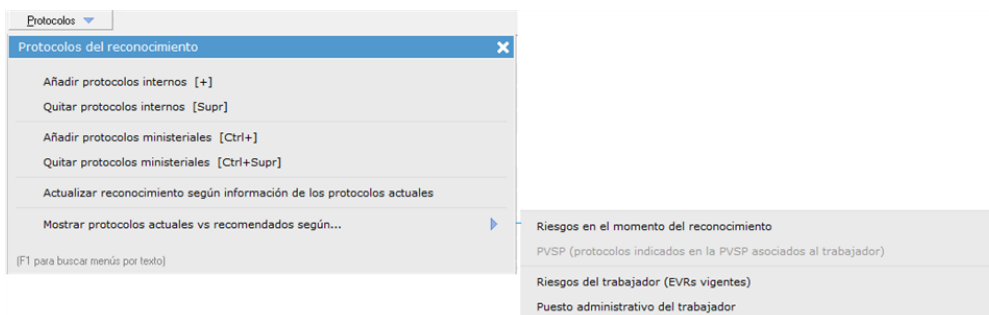 Protocolos
Protocolos del reconocimiento
Añadir protocolos internos [+]
Quitar protocolos internos [Supr]
Añadir protocolos ministeriales [Ctrl+]
Quitar protocolos ministeriales [Ctrl+Supr]
Actualizar reconocimiento según información de los protocolos actuales
Mostrar protocolos actuales vs recomendados según...
(F1 para buscar menús por texto)
Riesgos en el momento del reconocimiento
PVSP (protocolos indicados en la PVSP asociados al trabajador)
Riesgos del trabajador (EVRs vigentes)
Puesto administrativo del trabajador